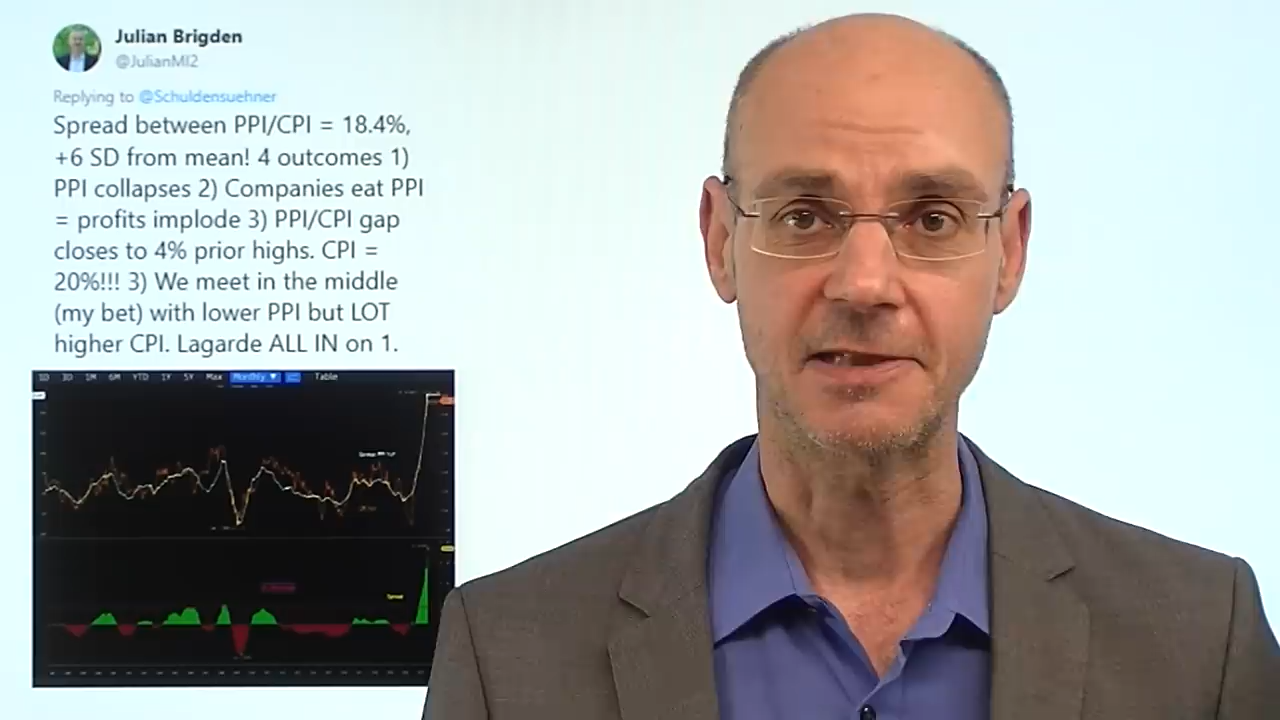 Julian Brigden
@JulianMI2
Replying to @Schuldensuehner
Spread between PPI/CPI = 18.4%,
+6 SD from mean! 4 outcomes 1)
PPI collapses 2) Companies eat PPI
= profits implode 3) PPI/CPI gap
closes to 4% prior highs. CPI =
20%!!! 3) We meet in the middle
(my bet) with lower PPI but LOT
higher CPI. Lagarde ALL IN on 1.
1D 3D 1M 6M YTD 1Y 5Y Max Monthly ▼ Table
Spread
Spread